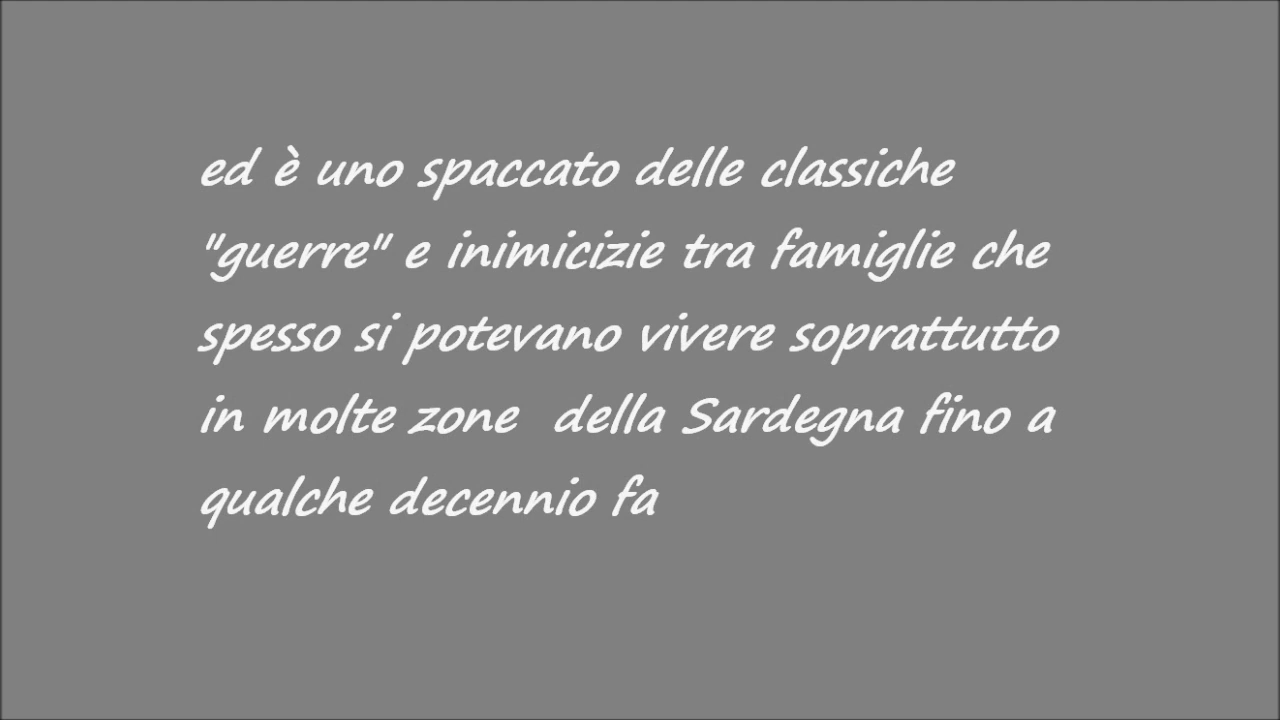 ed è uno spaccato delle classiche
"guerre" e inimicizie tra famiglie che
spesso si potevano vivere soprattutto
in molte zone  della Sardegna fino a
qualche decennio fa